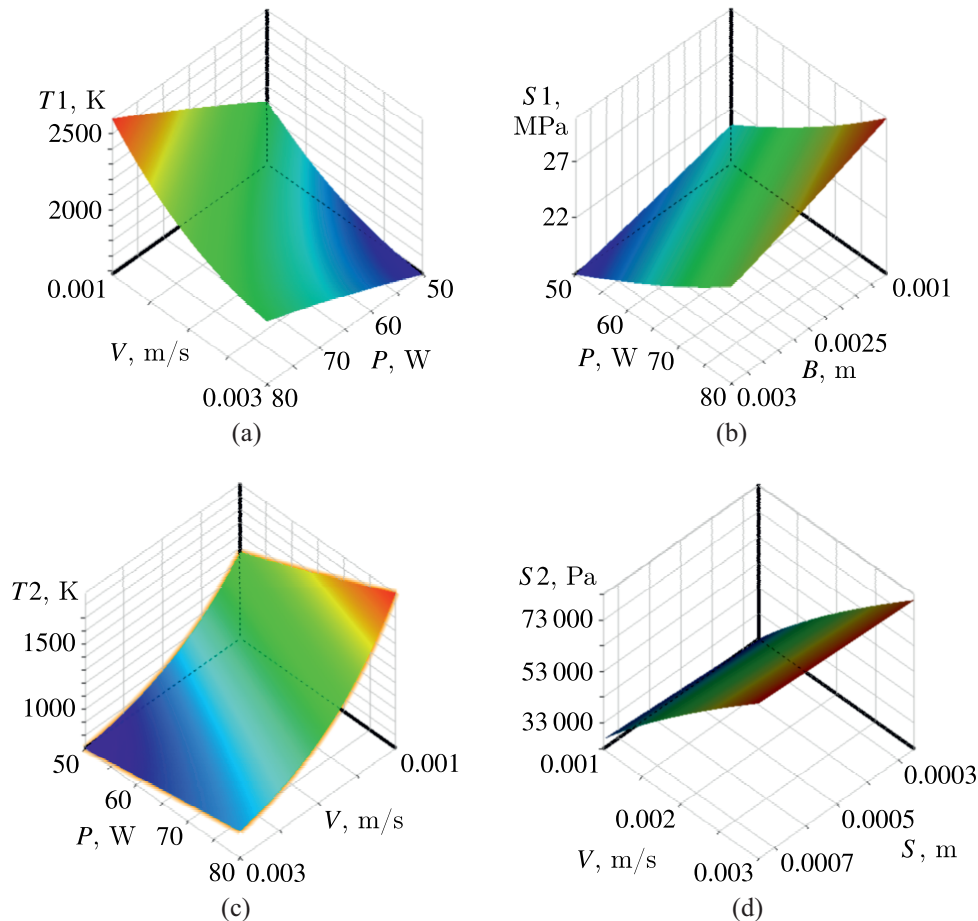 T1, K
2500
2000
0.001
V, m/s
0.003
80
70
60
50
P, W
(a)
S1,
MPa
27
22
50
60
P, W
70
80
0.003
B, m
0.0025
0.001
(b)
T2, K
1500
1000
50
60
P, W
70
80
0.003
V, m/s
0.001
(c)
S2, Pa
73 000
53 000
33 000
0.001
0.002
V, m/s
0.003
0.0007
0.0005
S, m
0.0003
(d)